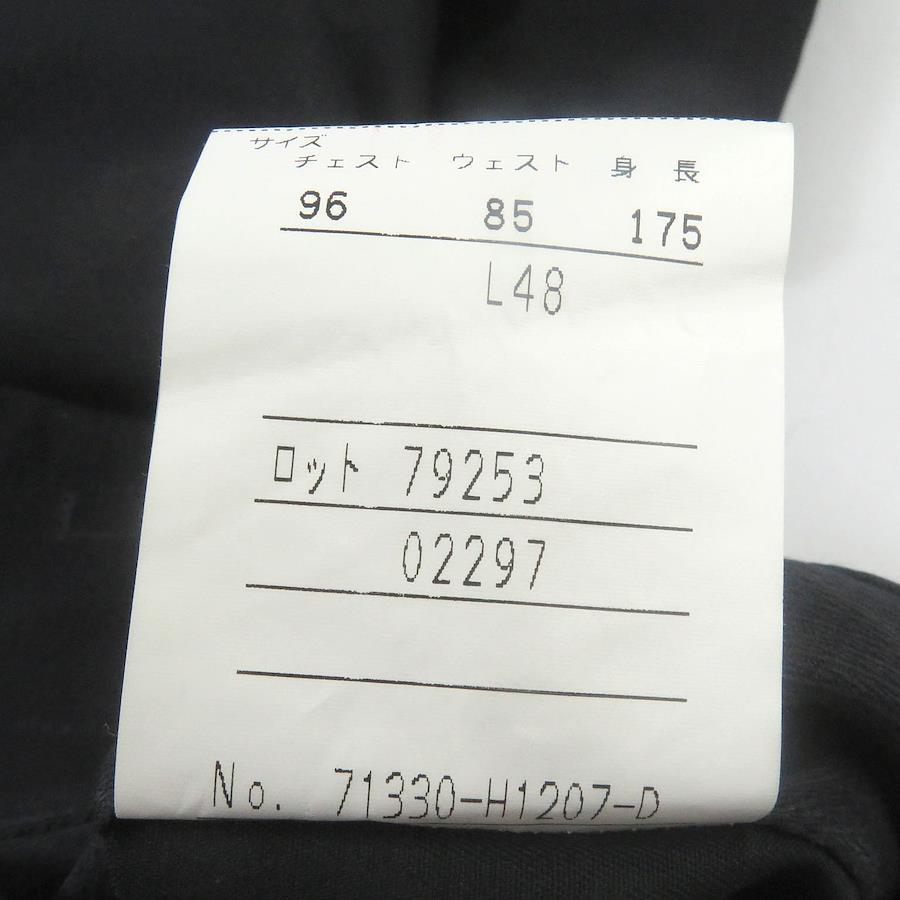 サイズ
チェスト ウェスト 身長
96 85 175
L48
ロット 79253
02297
No. 71330-H1207-D